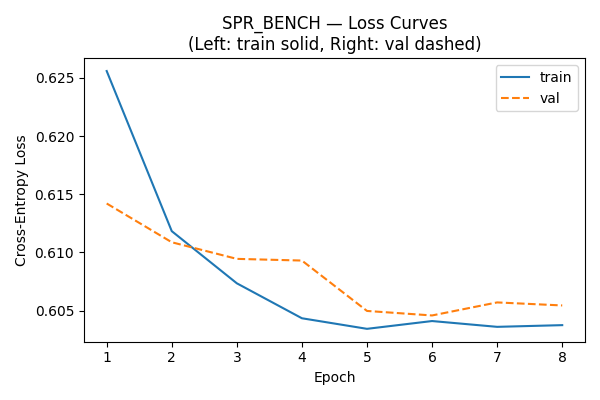 SPR_BENCH — Loss Curves
(Left: train solid, Right: val dashed)
train
val
Cross-Entropy Loss
0.625
0.620
0.615
0.610
0.605
1 2 3 4 5 6 7 8
Epoch